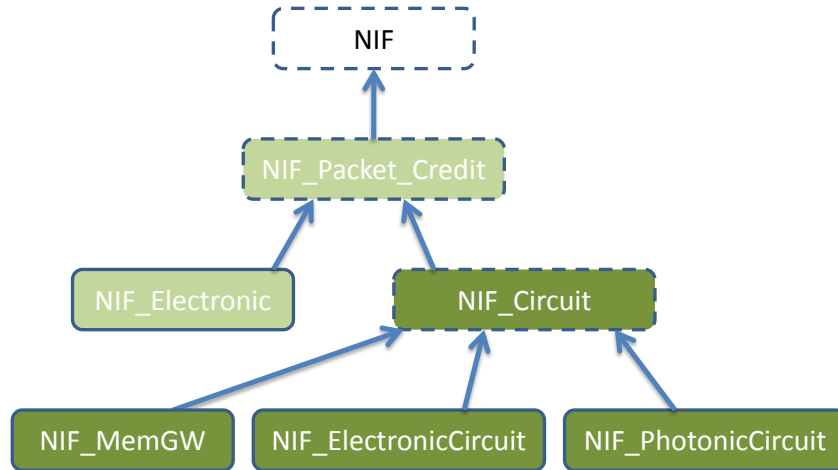 NIF
NIF_Packet_Credit
NIF_Electronic
NIF_Circuit
NIF_MemGW
NIF_ElectronicCircuit
NIF_PhotonicCircuit